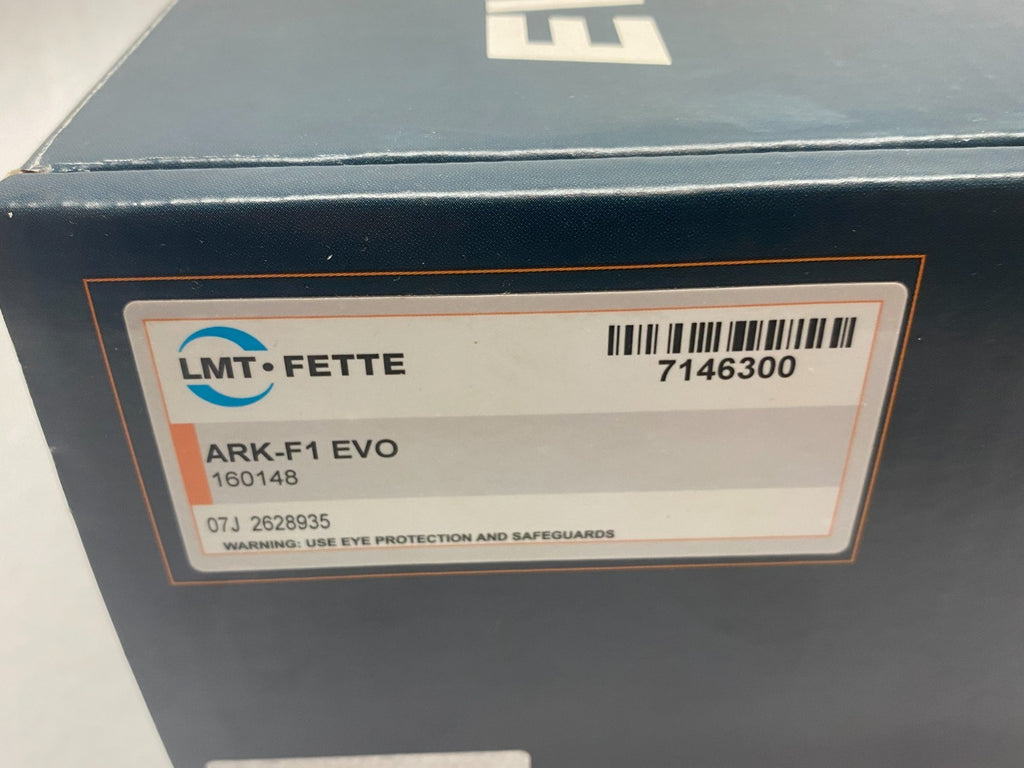 LMT • FETTE
7146300
ARK-F1 EVO
160148
07J 2628935
WARNING: USE EYE PROTECTION AND SAFEGUARDS